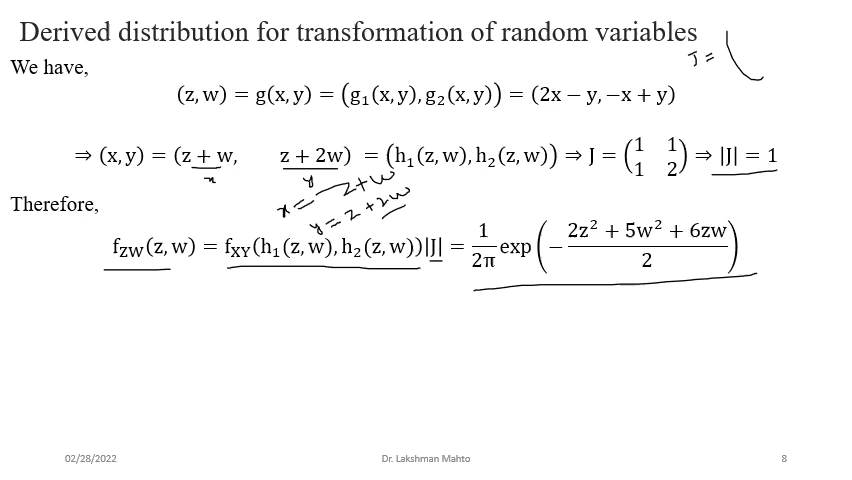 Derived distribution for transformation of random variables
J =
We have,
(z, w) = g(x, y) = (g₁(x, y), g₂(x, y)) = (2x − y, −x + y)
⇒ (x, y) = (z + w, z + 2w) = (h₁(z, w), h₂(z, w)) ⇒ J = (1 1; 1 2) ⇒ |J| = 1
x y
x = z+w
Therefore,
y = z + 2w
f_ZW(z, w) = f_XY(h₁(z, w), h₂(z, w))|J| = 1/2π exp(− 2z² + 5w² + 6zw / 2)
02/28/2022 Dr. Lakshman Mahto 8